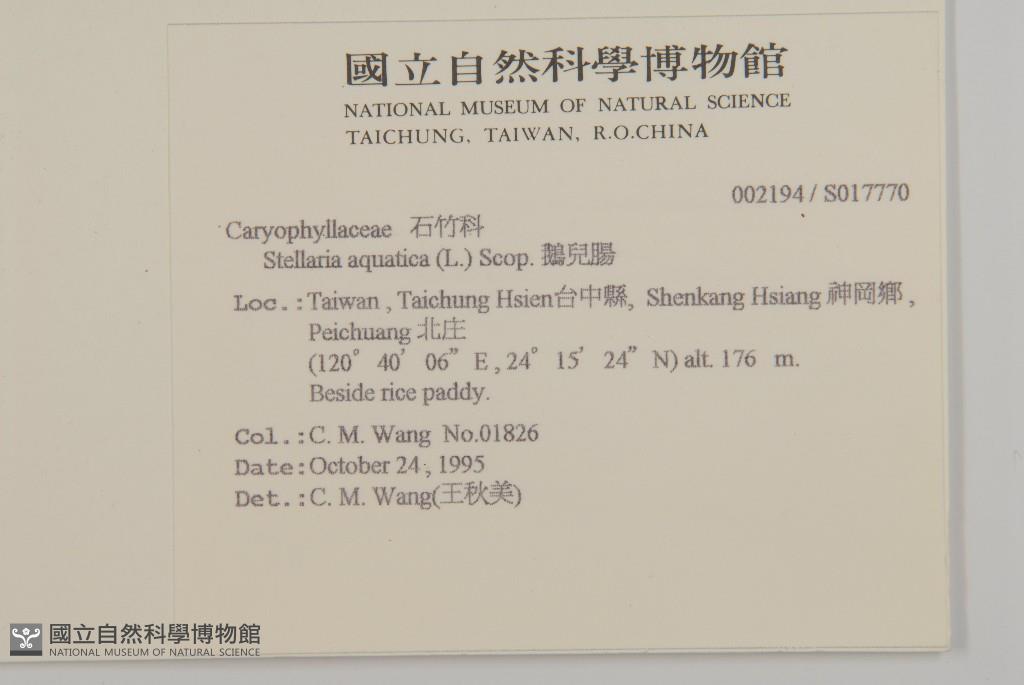 國立自然科學博物館
NATIONAL MUSEUM OF NATURAL SCIENCE
TAICHUNG, TAIWAN, R.O.CHINA
002194 / S017770
Caryophyllaceae 石竹科
Stellaria aquatica (L.) Scop. 鵝兒腸
Loc.: Taiwan , Taichung Hsien台中縣, Shenkang Hsiang 神岡鄉 ,
Peichuang 北庄
(120° 40′ 06” E , 24° 15′ 24” N) alt. 176 m.
Beside rice paddy.
Col.: C. M. Wang No.01826
Date: October 24 , 1995
Det.: C. M. Wang(王秋美)
國立自然科學博物館
NATIONAL MUSEUM OF NATURAL SCIENCE